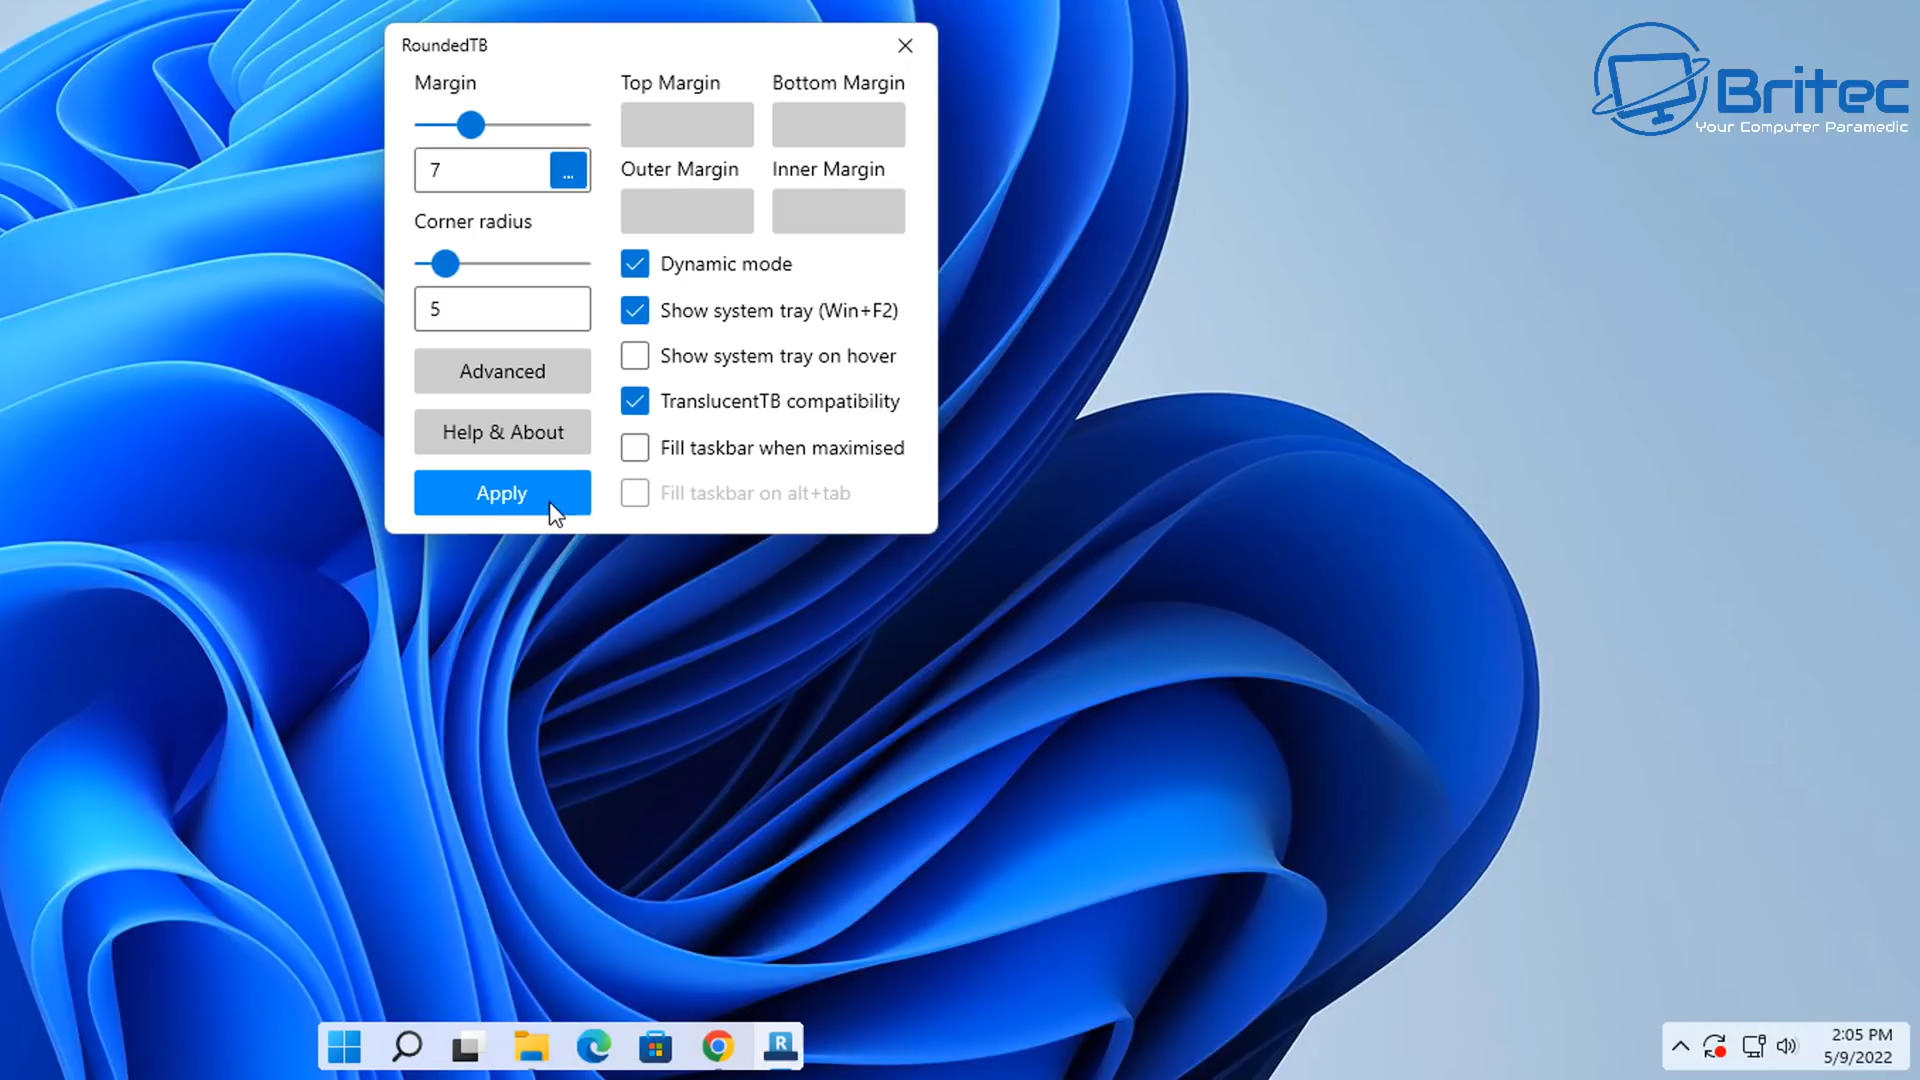 RoundedTB
Margin
Top Margin
Bottom Margin
7
...
Outer Margin
Inner Margin
Corner radius
5
Dynamic mode
Show system tray (Win+F2)
Show system tray on hover
Advanced
TranslucentTB compatibility
Help & About
Fill taskbar when maximised
Apply
Fill taskbar on alt+tab
Britec
Your Computer Paramedic
R
2:05 PM
5/9/2022